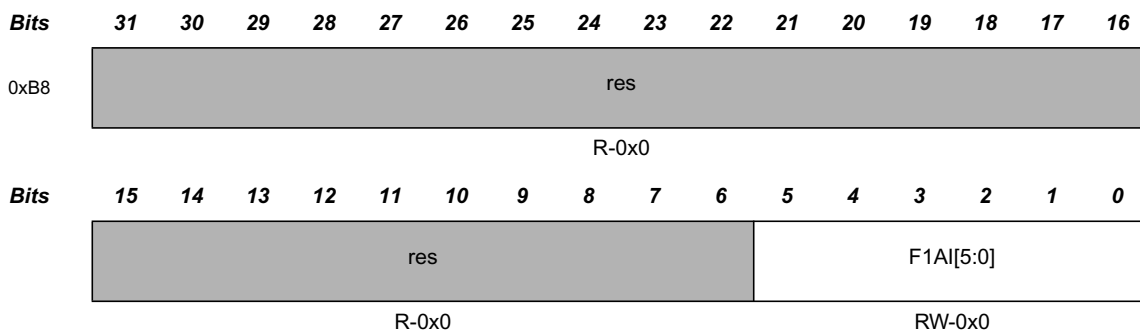 Bits 31 30 29 28 27 26 25 24 23 22 21 20 19 18 17 16
0xB8 res
R-0x0
Bits 15 14 13 12 11 10 9 8 7 6 5 4 3 2 1 0
res F1AI[5:0]
R-0x0 RW-0x0